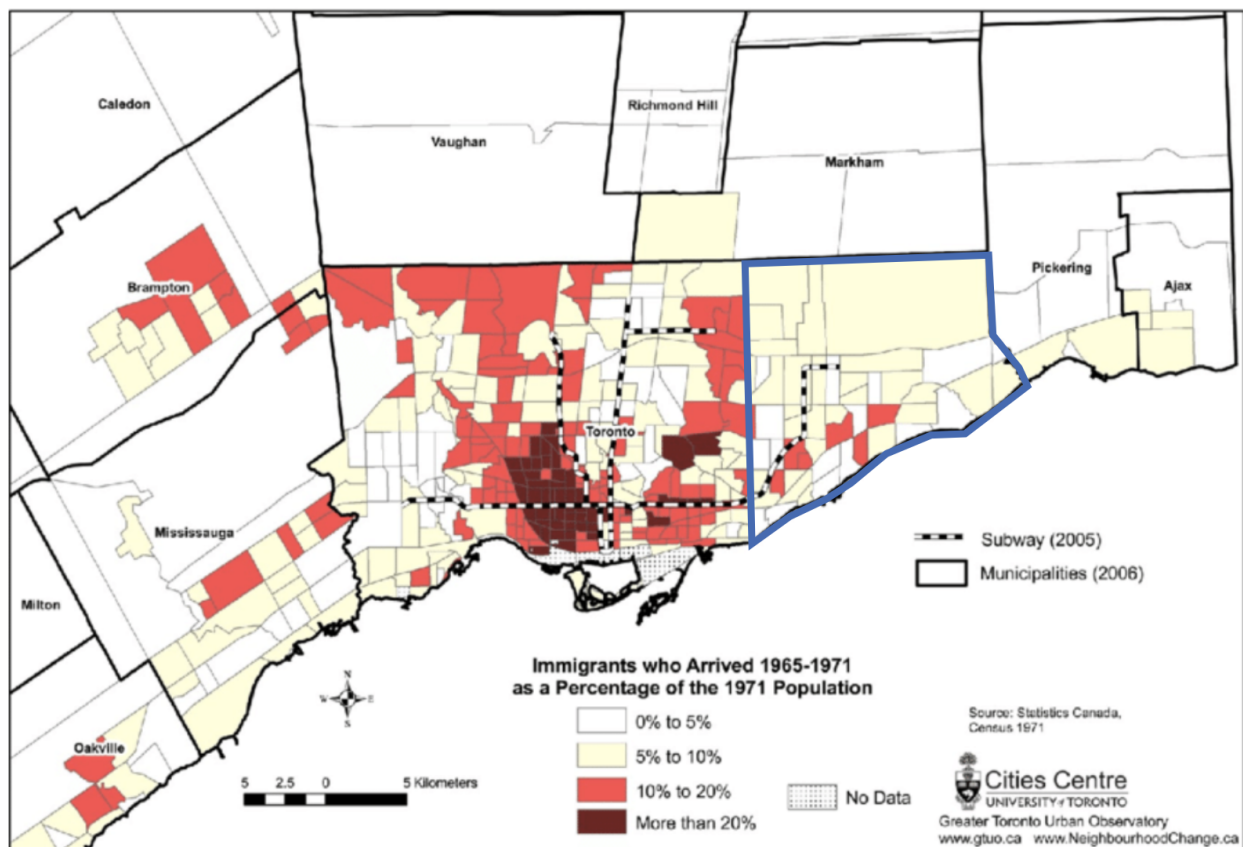 Caledon
Richmond Hill
Vaughan
Markham
Pickering
Brampton
Ajax
Toronto
Mississauga
Milton
Oakville
Subway (2005)
Municipalities (2006)
Immigrants who Arrived 1965-1971
as a Percentage of the 1971 Population
0% to 5%
5% to 10%
10% to 20%
More than 20%
No Data
N
W E
S
5 2.5 0 5 Kilometers
Source: Statistics Canada,
Census 1971
Cities Centre
UNIVERSITY of TORONTO
Greater Toronto Urban Observatory
www.gtuo.ca www.NeighbourhoodChange.ca